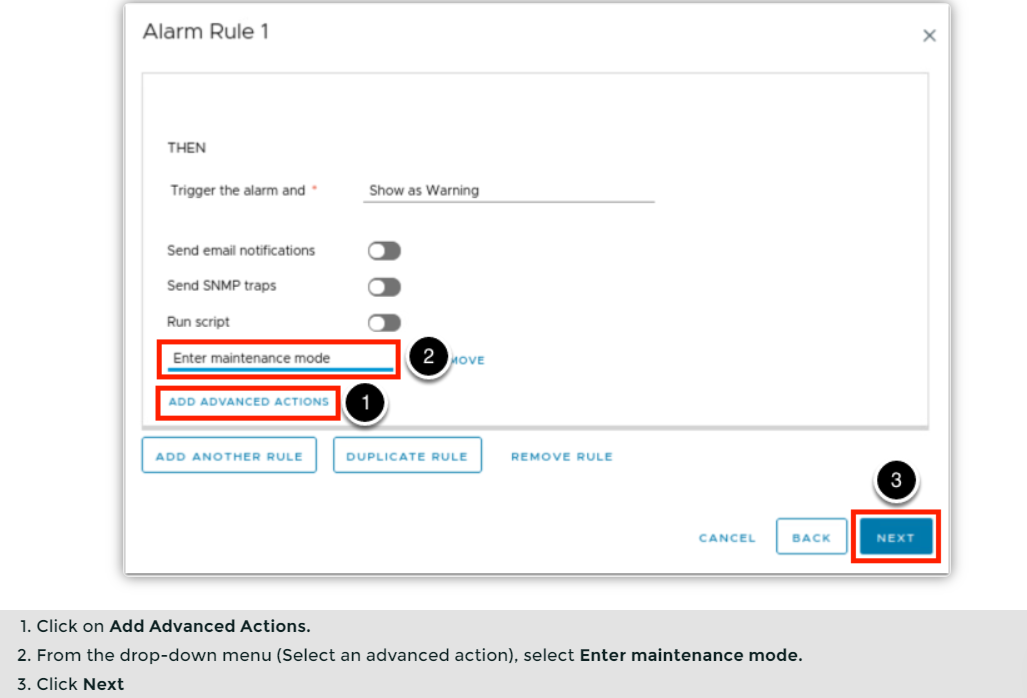 Alarm Rule 1
THEN
Trigger the alarm and * Show as Warning
Send email notifications
Send SNMP traps
Run script
Enter maintenance mode 2 MOVE
ADD ADVANCED ACTIONS 1
ADD ANOTHER RULE DUPLICATE RULE REMOVE RULE
3
CANCEL BACK NEXT
1. Click on Add Advanced Actions.
2. From the drop-down menu (Select an advanced action), select Enter maintenance mode.
3. Click Next